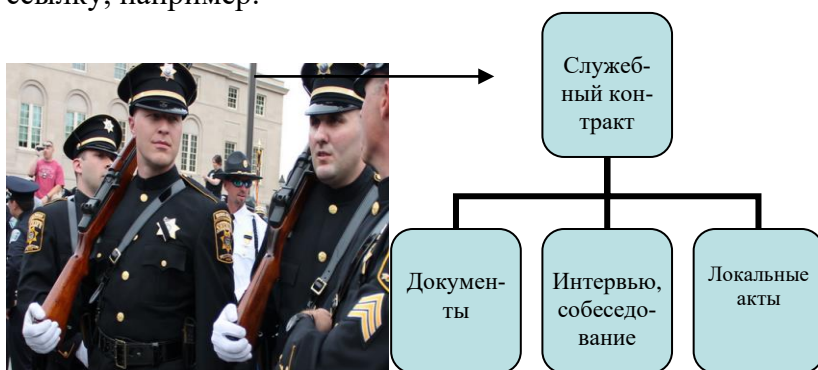 ссылку, например:
Служеб-
ный кон-
тракт
Докумен-
ты
Интервью,
собеседо-
вание
Локальные
акты